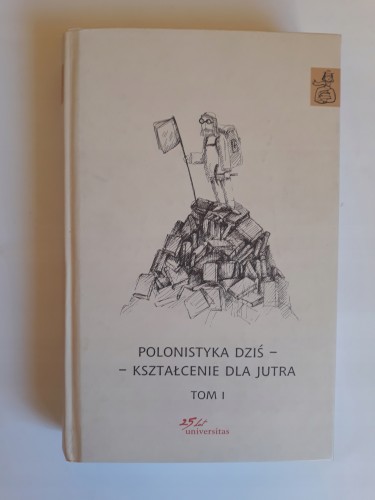 POLONISTYKA DZIŚ –
– KSZTAŁCENIE DLA JUTRA
TOM I
25 lat
universitas